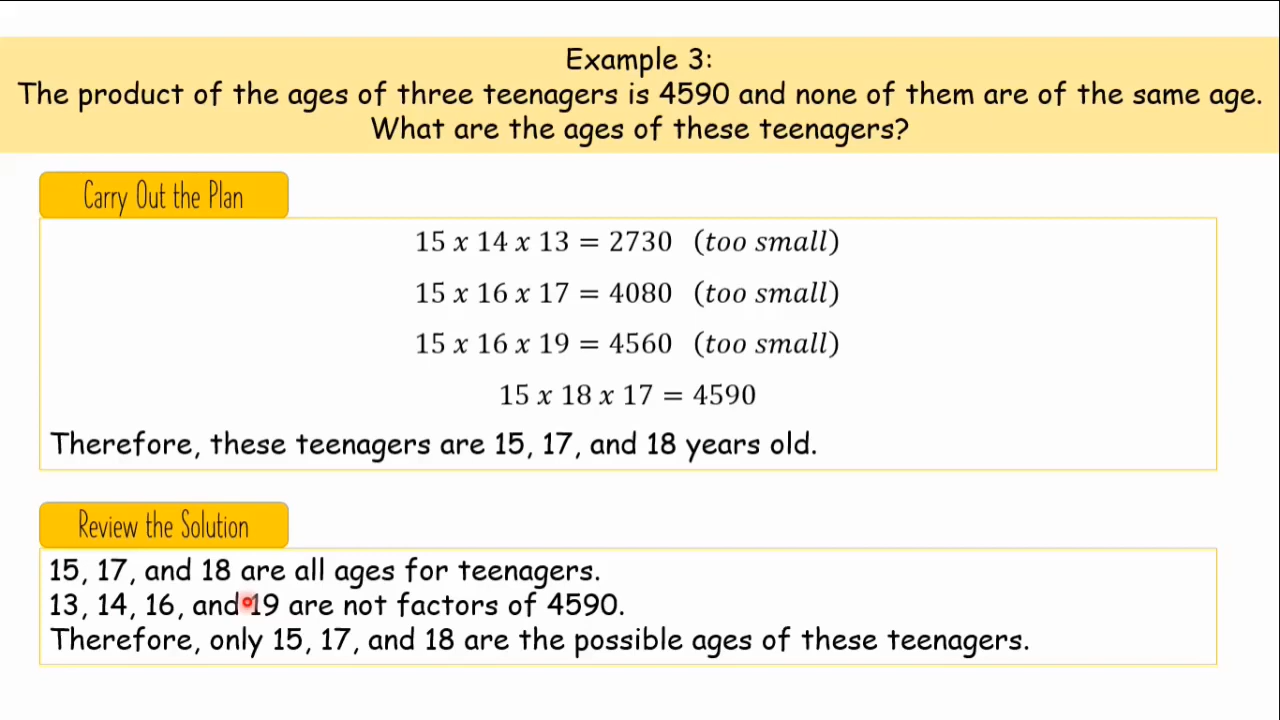 Example 3:
The product of the ages of three teenagers is 4590 and none of them are of the same age.
What are the ages of these teenagers?
Carry Out the Plan
15 x 14 x 13 = 2730 (too small)
15 x 16 x 17 = 4080 (too small)
15 x 16 x 19 = 4560 (too small)
15 x 18 x 17 = 4590
Therefore, these teenagers are 15, 17, and 18 years old.
Review the Solution
15, 17, and 18 are all ages for teenagers.
13, 14, 16, and 19 are not factors of 4590.
Therefore, only 15, 17, and 18 are the possible ages of these teenagers.